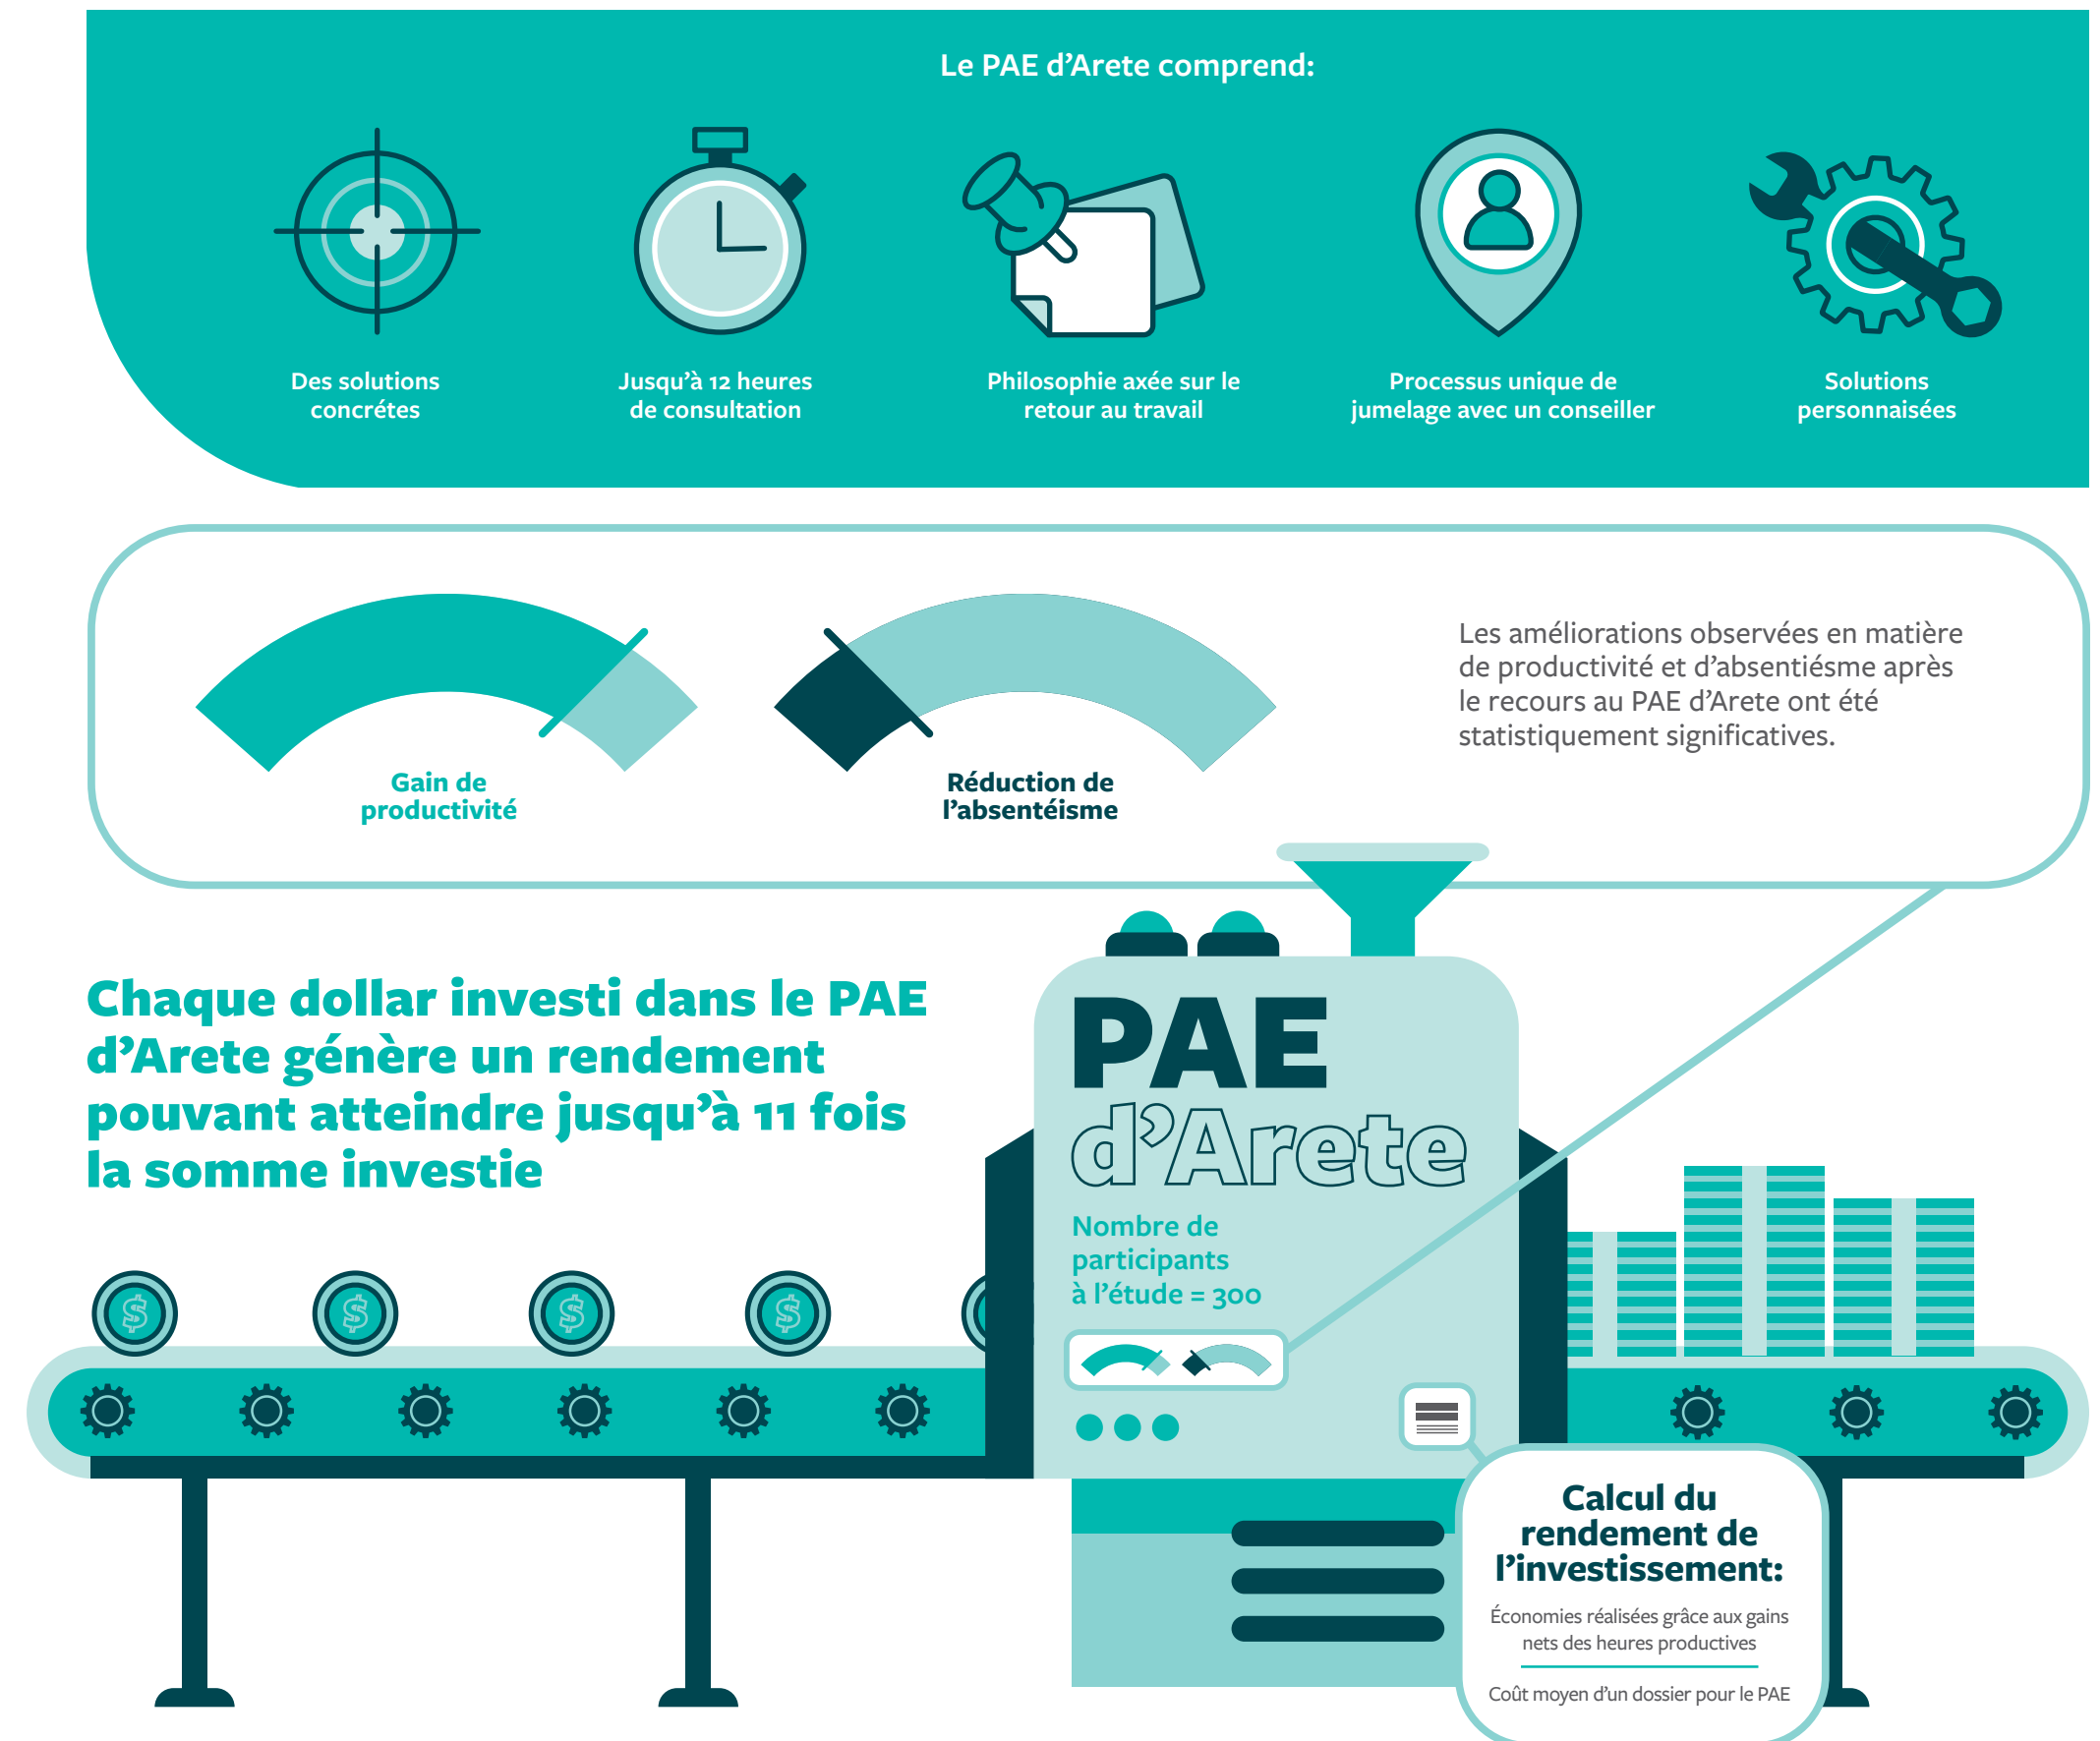 Le PAE d’Arete comprend:
Des solutions
concrétes
Jusqu’à 12 heures
de consultation
Philosophie axée sur le
retour au travail
Processus unique de
jumelage avec un conseiller
Solutions
personnaisées
Gain de
productivité
Réduction de
l’absentéisme
Les améliorations observées en matière
de productivité et d’absentiésme après
le recours au PAE d’Arete ont été
statistiquement significatives.
Chaque dollar investi dans le PAE
d’Arete génère un rendement
pouvant atteindre jusqu’à 11 fois
la somme investie
PAE
d’Arete
Nombre de
participants
à l’étude = 300
$ $ $ $
Calcul du
rendement de
l’investissement:
Économies réalisées grâce aux gains
nets des heures productives
Coût moyen d’un dossier pour le PAE